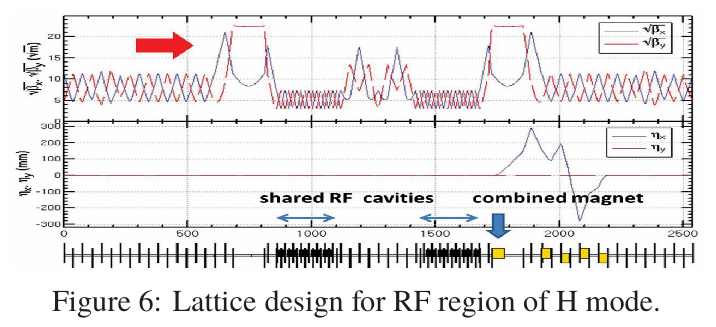 20
15
10
5
0
√βx, √βy (√m)
√βx
√βy
300
200
100
0
-100
-200
-300
ηx, ηy (mm)
ηx
ηy
shared RF cavities
combined magnet
0 500 1000 1500 2000 2500
Figure 6: Lattice design for RF region of H mode.